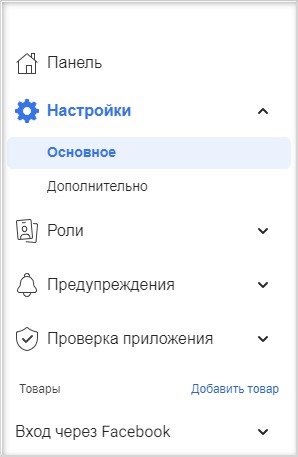 Панель
Настройки
Основное
Дополнительно
Роли
Предупреждения
Проверка приложения
Товары Добавить товар
Вход через Facebook